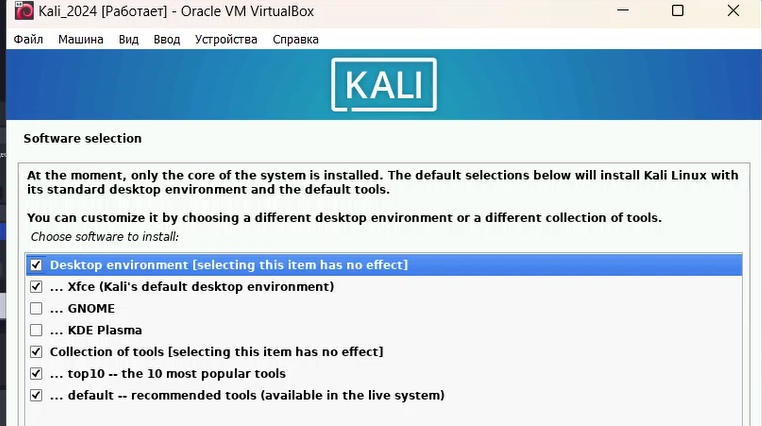 Kali_2024 [Работает] - Oracle VM VirtualBox
Файл Машина Вид Ввод Устройства Справка
KALI
Software selection
At the moment, only the core of the system is installed. The default selections below will install Kali Linux with
its standard desktop environment and the default tools.
You can customize it by choosing a different desktop environment or a different collection of tools.
Choose software to install:
Desktop environment [selecting this item has no effect]
... Xfce (Kali's default desktop environment)
... GNOME
... KDE Plasma
Collection of tools [selecting this item has no effect]
... top10 -- the 10 most popular tools
... default -- recommended tools (available in the live system)